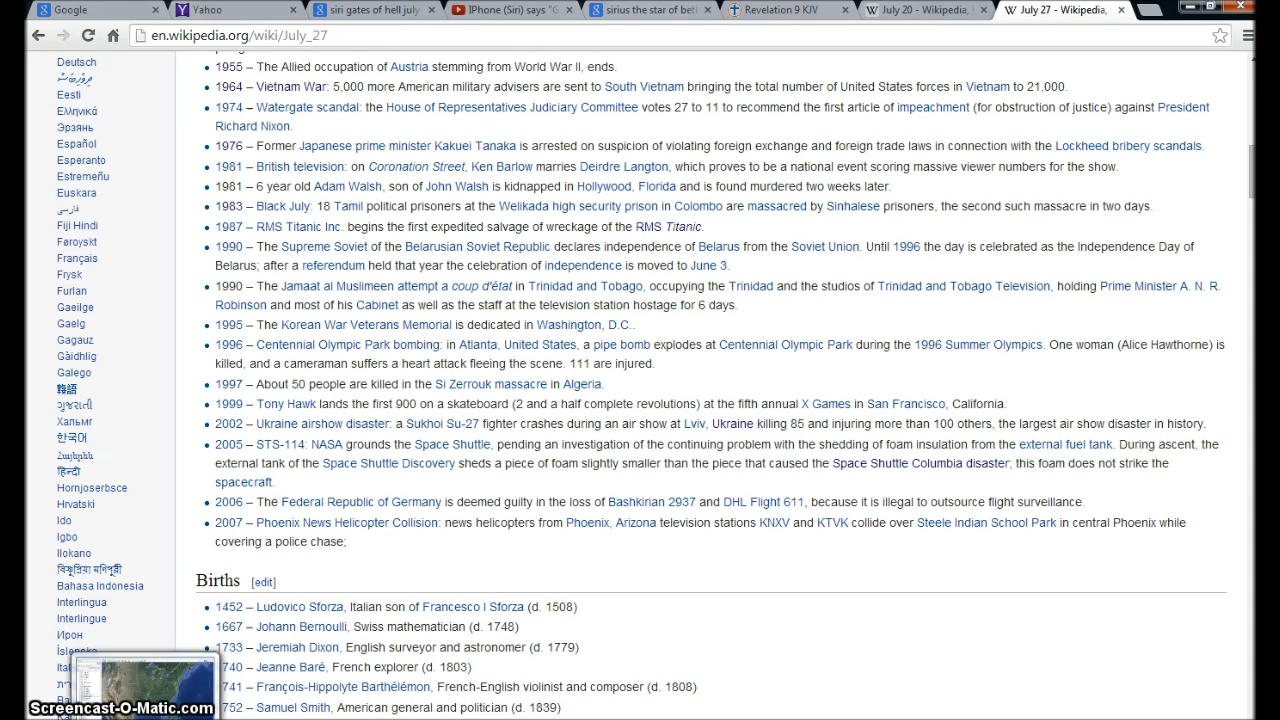 Google
Yahoo
siri gates of hell july
IPhone (Siri) says "G
sirius the star of bet
Revelation 9 KJV
July 20 - Wikipedia,
July 27 - Wikipedia,
en.wikipedia.org/wiki/July_27
Deutsch
Eesti
Ελληνικά
Эрзянь
Español
Esperanto
Estremeñu
Euskara
فارسی
Fiji Hindi
Føroyskt
Français
Frysk
Furlan
Gaeilge
Gaelg
Gagauz
Gàidhlig
Galego
ગુજરાતી
Хальмг
한국어
Հայերեն
हिन्दी
Hornjoserbsce
Hrvatski
Ido
Igbo
Ilokano
Bahasa Indonesia
Interlingua
Interlingue
Ирон
Íslenska
1955 – The Allied occupation of Austria stemming from World War II, ends.
1964 – Vietnam War: 5,000 more American military advisers are sent to South Vietnam bringing the total number of United States forces in Vietnam to 21,000.
1974 – Watergate scandal: the House of Representatives Judiciary Committee votes 27 to 11 to recommend the first article of impeachment (for obstruction of justice) against President
Richard Nixon.
1976 – Former Japanese prime minister Kakuei Tanaka is arrested on suspicion of violating foreign exchange and foreign trade laws in connection with the Lockheed bribery scandals.
1981 – British television: on Coronation Street, Ken Barlow marries Deirdre Langton, which proves to be a national event scoring massive viewer numbers for the show.
1981 – 6 year old Adam Walsh, son of John Walsh is kidnapped in Hollywood, Florida and is found murdered two weeks later.
1983 – Black July: 18 Tamil political prisoners at the Welikada high security prison in Colombo are massacred by Sinhalese prisoners, the second such massacre in two days.
1987 – RMS Titanic Inc. begins the first expedited salvage of wreckage of the RMS Titanic.
1990 – The Supreme Soviet of the Belarusian Soviet Republic declares independence of Belarus from the Soviet Union. Until 1996 the day is celebrated as the Independence Day of
Belarus; after a referendum held that year the celebration of independence is moved to June 3.
1990 – The Jamaat al Muslimeen attempt a coup d'état in Trinidad and Tobago, occupying the Trinidad and the studios of Trinidad and Tobago Television, holding Prime Minister A. N. R.
Robinson and most of his Cabinet as well as the staff at the television station hostage for 6 days.
1995 – The Korean War Veterans Memorial is dedicated in Washington, D.C..
1996 – Centennial Olympic Park bombing: in Atlanta, United States, a pipe bomb explodes at Centennial Olympic Park during the 1996 Summer Olympics. One woman (Alice Hawthorne) is
killed, and a cameraman suffers a heart attack fleeing the scene. 111 are injured.
1997 – About 50 people are killed in the Si Zerrouk massacre in Algeria.
1999 – Tony Hawk lands the first 900 on a skateboard (2 and a half complete revolutions) at the fifth annual X Games in San Francisco, California.
2002 – Ukraine airshow disaster: a Sukhoi Su-27 fighter crashes during an air show at Lviv, Ukraine killing 85 and injuring more than 100 others, the largest air show disaster in history.
2005 – STS-114: NASA grounds the Space Shuttle, pending an investigation of the continuing problem with the shedding of foam insulation from the external fuel tank. During ascent, the
external tank of the Space Shuttle Discovery sheds a piece of foam slightly smaller than the piece that caused the Space Shuttle Columbia disaster; this foam does not strike the
spacecraft.
2006 – The Federal Republic of Germany is deemed guilty in the loss of Bashkirian 2937 and DHL Flight 611, because it is illegal to outsource flight surveillance.
2007 – Phoenix News Helicopter Collision: news helicopters from Phoenix, Arizona television stations KNXV and KTVK collide over Steele Indian School Park in central Phoenix while
covering a police chase;
Births [edit]
1452 – Ludovico Sforza, Italian son of Francesco I Sforza (d. 1508)
1667 – Johann Bernoulli, Swiss mathematician (d. 1748)
1733 – Jeremiah Dixon, English surveyor and astronomer (d. 1779)
1740 – Jeanne Baré, French explorer (d. 1803)
1741 – François-Hippolyte Barthélémon, French-English violinist and composer (d. 1808)
1752 – Samuel Smith, American general and politician (d. 1839)
Screencast-O-Matic.com